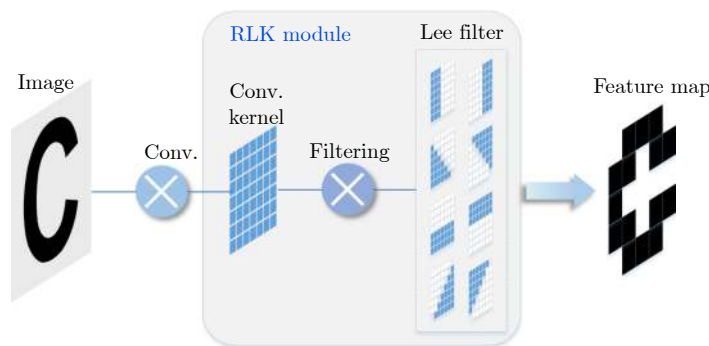 RLK module
Lee filter
Image
Conv.
Conv.
kernel
Filtering
Feature map
C